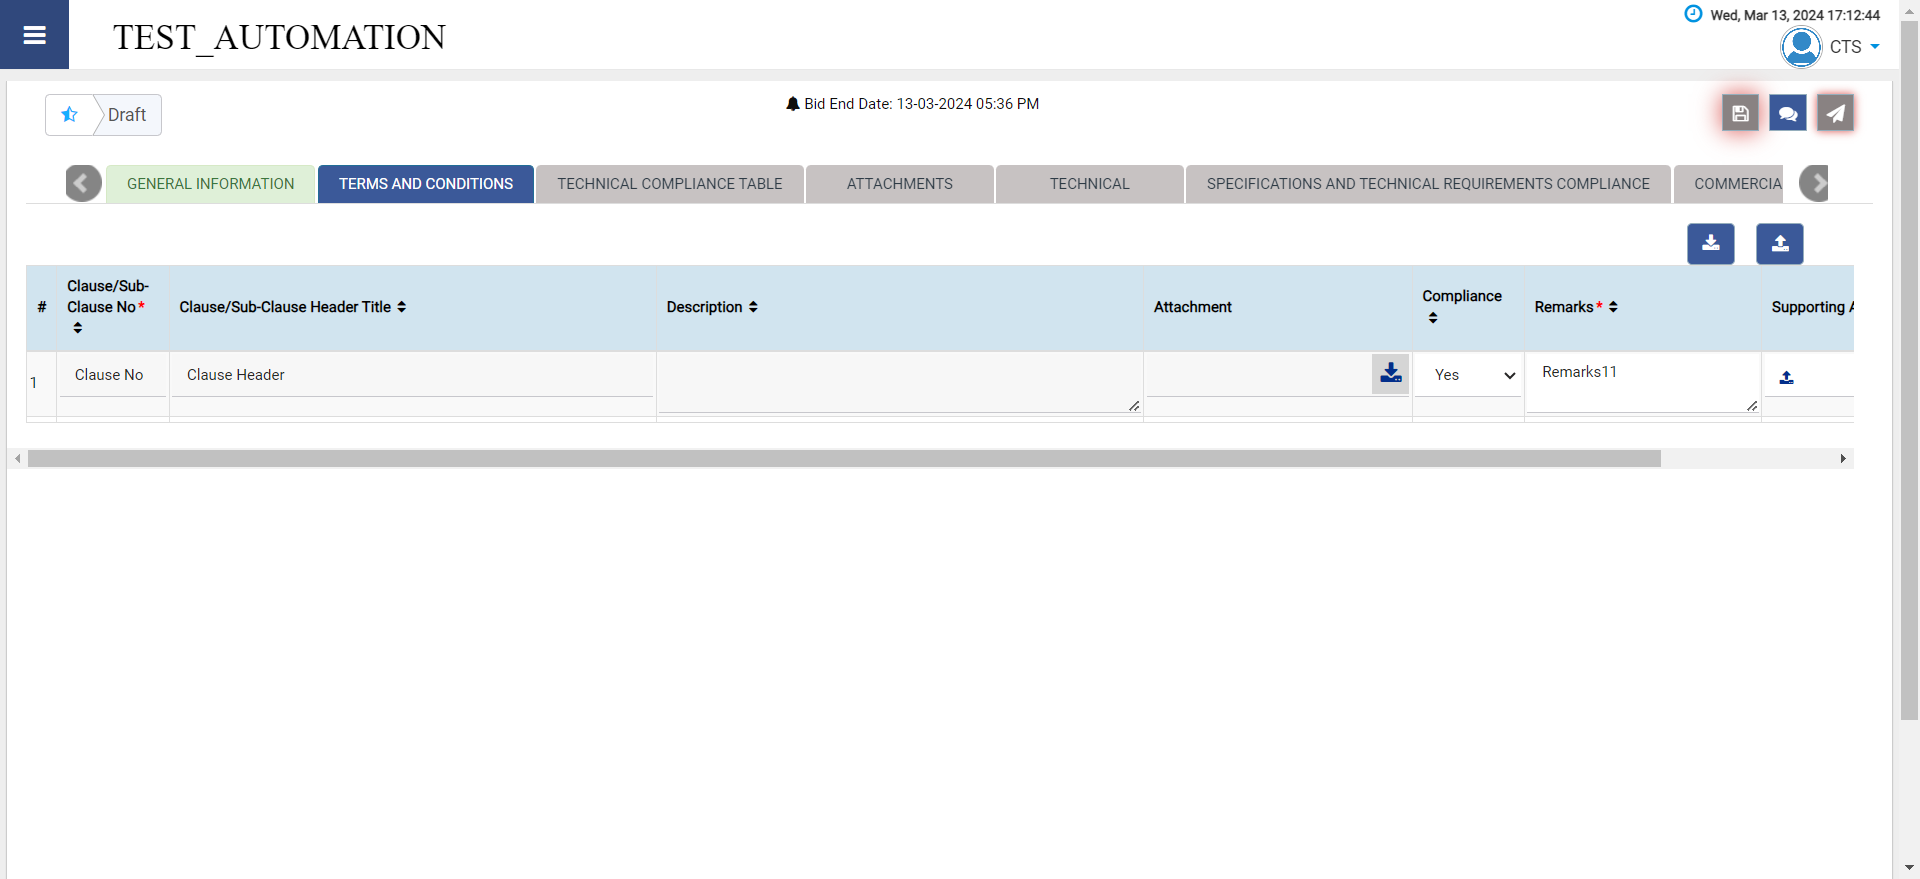 TEST_AUTOMATION
Wed, Mar 13, 2024 17:12:44
CTS
Draft
Bid End Date: 13-03-2024 05:36 PM
GENERAL INFORMATION
TERMS AND CONDITIONS
TECHNICAL COMPLIANCE TABLE
ATTACHMENTS
TECHNICAL
SPECIFICATIONS AND TECHNICAL REQUIREMENTS COMPLIANCE
COMMERCIA
#
Clause/Sub-
Clause No*
Clause/Sub-Clause Header Title
Description
Attachment
Compliance
Remarks*
Supporting A
1
Clause No
Clause Header
Yes
Remarks11